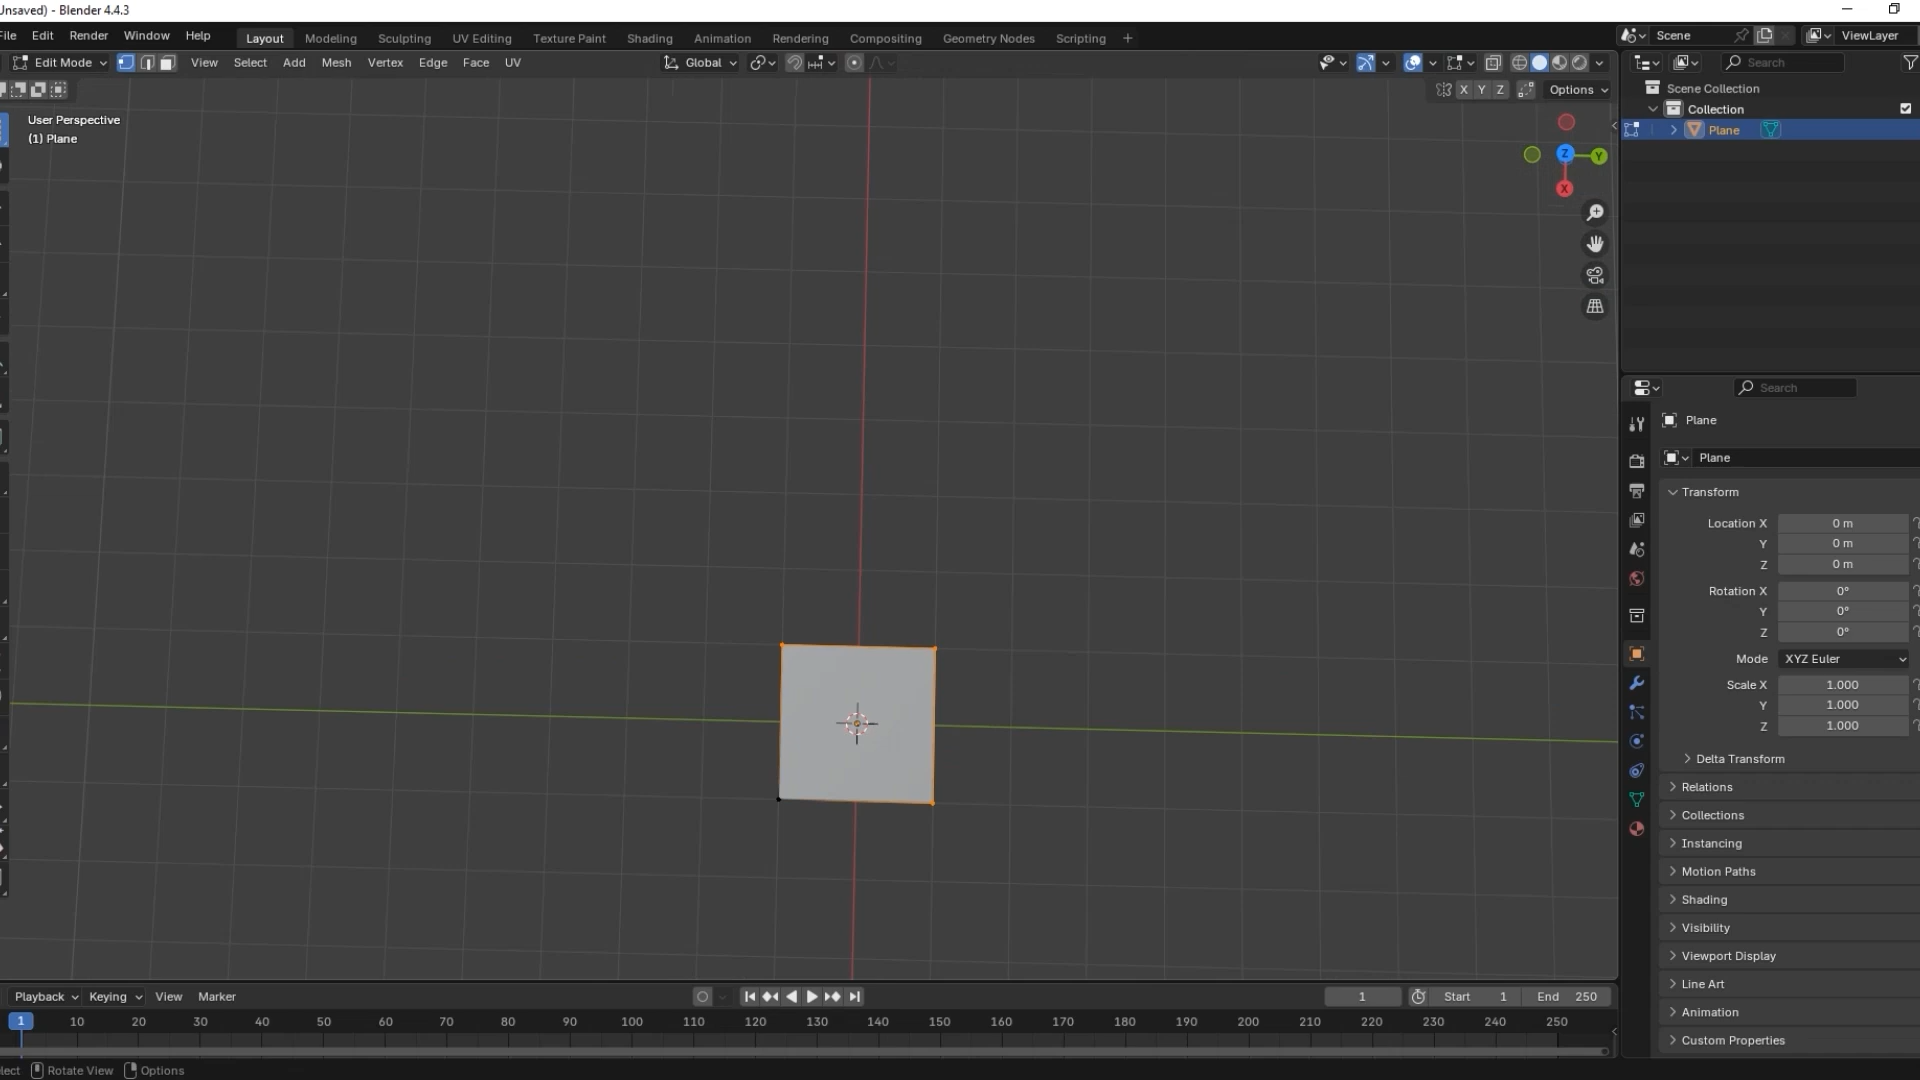 Unsaved) - Blender 4.4.3
File Edit Render Window Help Layout Modeling Sculpting UV Editing Texture Paint Shading Animation Rendering Compositing Geometry Nodes Scripting + Scene ViewLayer
Edit Mode View Select Add Mesh Vertex Edge Face UV Global Search
X Y Z Options
Scene Collection
Collection
Plane
User Perspective
(1) Plane
Z Y
X
Search
Plane
Plane
Transform
Location X 0 m
Y 0 m
Z 0 m
Rotation X 0°
Y 0°
Z 0°
Mode XYZ Euler
Scale X 1.000
Y 1.000
Z 1.000
Delta Transform
Relations
Collections
Instancing
Motion Paths
Shading
Visibility
Viewport Display
Line Art
Animation
Custom Properties
Playback Keying View Marker 1 Start 1 End 250
1 10 20 30 40 50 60 70 80 90 100 110 120 130 140 150 160 170 180 190 200 210 220 230 240 250
lect Rotate View Options